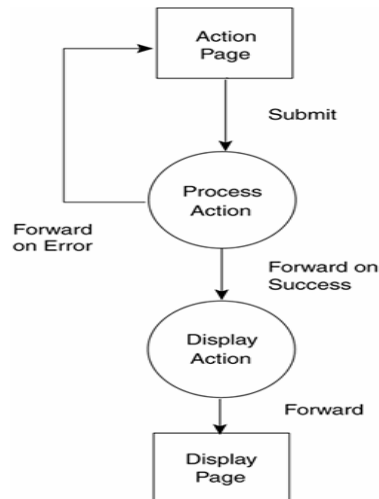 Action
Page
Submit
Process
Action
Forward
on Error
Forward on
Success
Display
Action
Forward
Display
Page